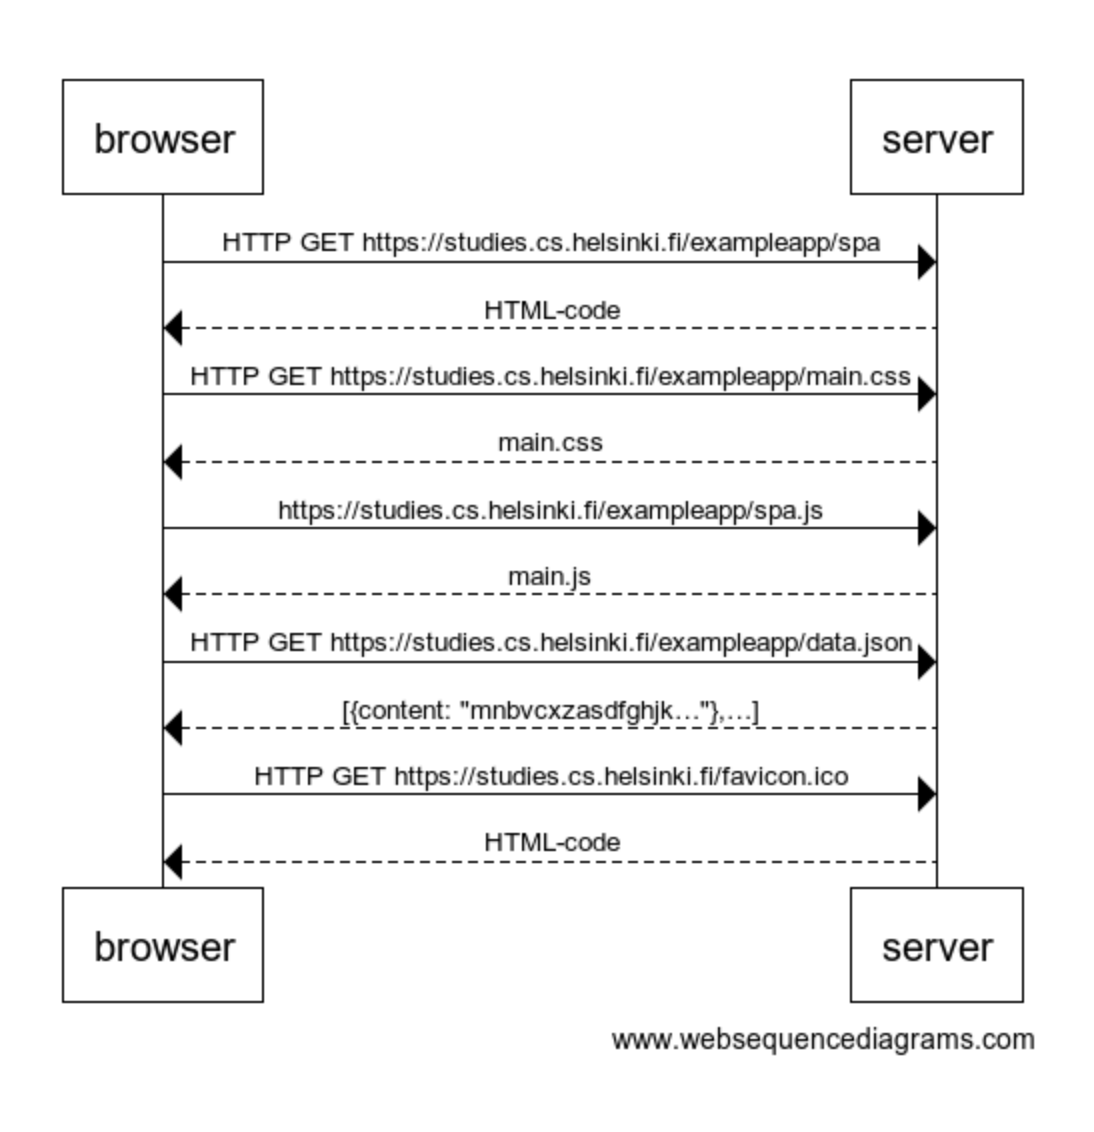 browser
server
HTTP GET https://studies.cs.helsinki.fi/exampleapp/spa
HTML-code
HTTP GET https://studies.cs.helsinki.fi/exampleapp/main.css
main.css
https://studies.cs.helsinki.fi/exampleapp/spa.js
main.js
HTTP GET https://studies.cs.helsinki.fi/exampleapp/data.json
[{content: "mnbvcxzasdfghjk..."},...]
HTTP GET https://studies.cs.helsinki.fi/favicon.ico
HTML-code
browser
server
www.websequencediagrams.com